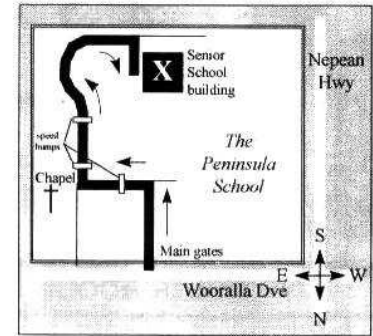 X
Senior
School
building
Nepean
Hwy
speed
bumps
The
Peninsula
School
Chapel
Main gates
Wooralla Dve
S
E
W
N